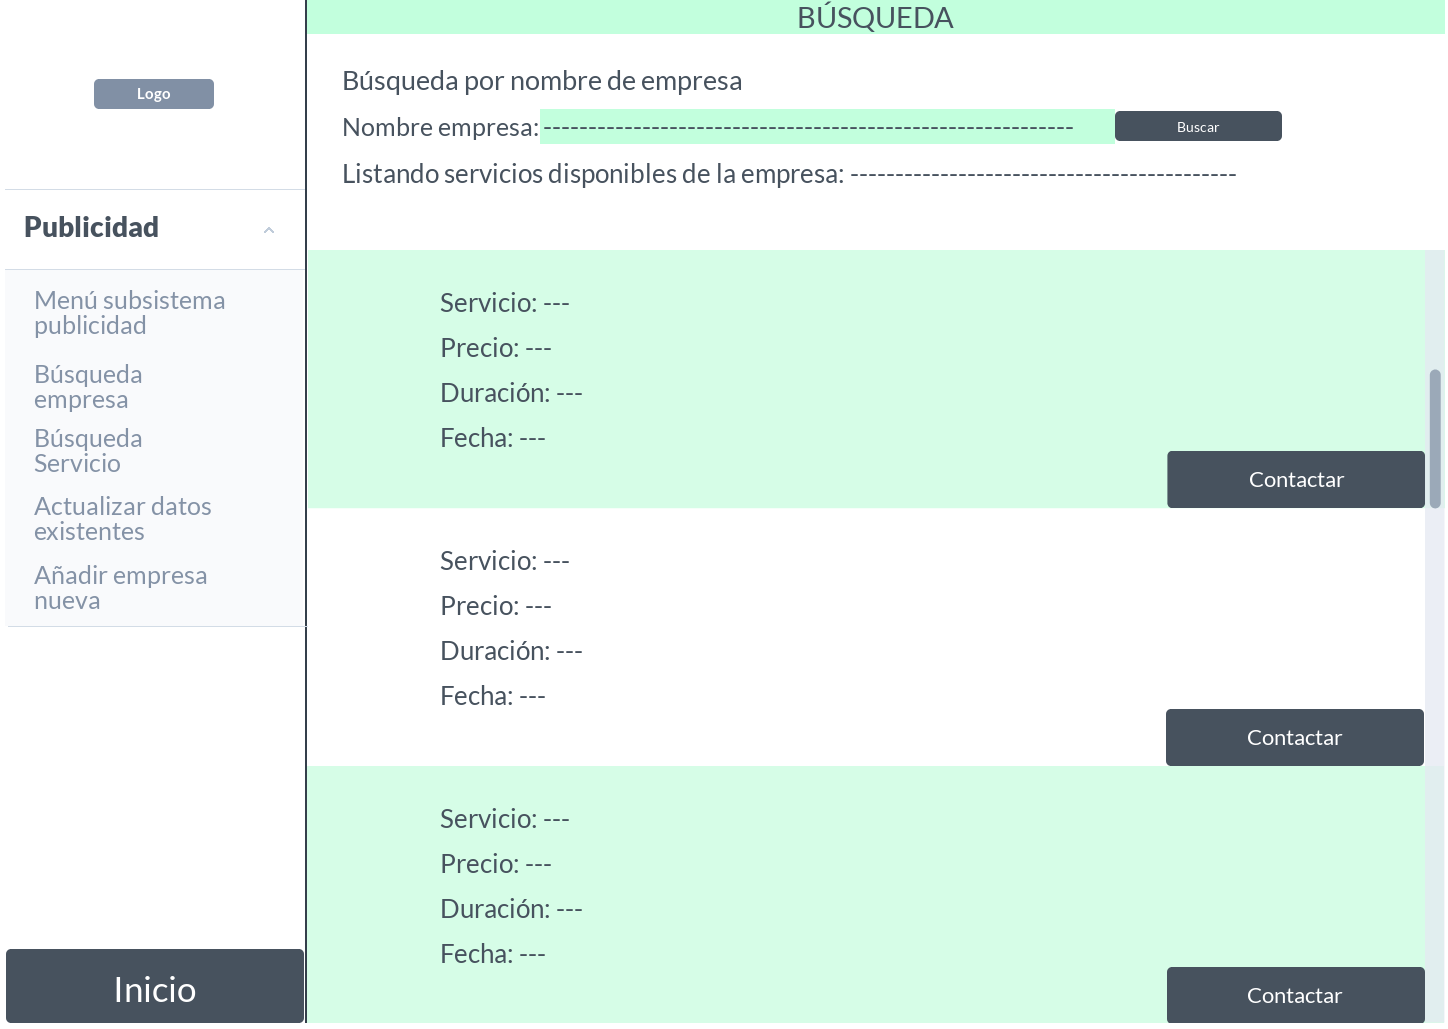 BÚSQUEDA
Logo
Búsqueda por nombre de empresa
Nombre empresa: ----------------------------------------------------------- Buscar
Listando servicios disponibles de la empresa: -------------------------------------------
Publicidad
Menú subsistema
publicidad
Búsqueda
empresa
Búsqueda
Servicio
Actualizar datos
existentes
Añadir empresa
nueva
Inicio
Servicio: ---
Precio: ---
Duración: ---
Fecha: ---
Contactar
Servicio: ---
Precio: ---
Duración: ---
Fecha: ---
Contactar
Servicio: ---
Precio: ---
Duración: ---
Fecha: ---
Contactar